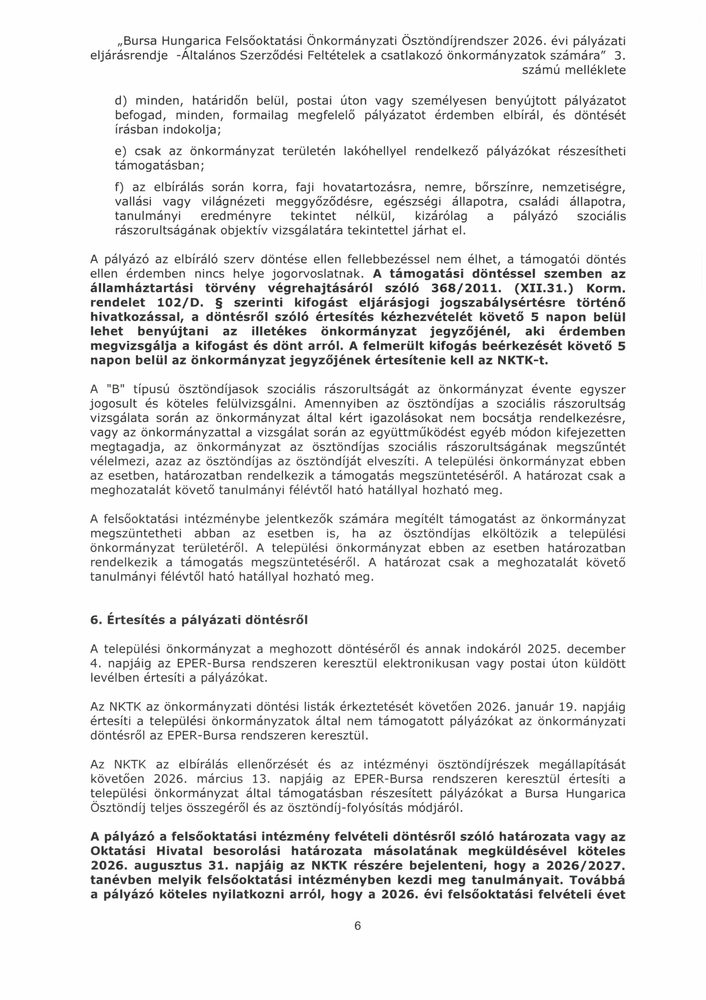 „Bursa Hungarica Felsőoktatási Önkormányzati Ösztöndíjrendszer 2026. évi pályázati
eljárásrendje -Általános Szerződési Feltételek a csatlakozó önkormányzatok számára” 3.
számú melléklete
d) minden, határidőn belül, postai úton vagy személyesen benyújtott pályázatot
befogad, minden, formailag megfelelő pályázatot érdemben elbírál, és döntését
írásban indokolja;
e) csak az önkormányzat területén lakóhellyel rendelkező pályázókat részesítheti
támogatásban;
f) az elbírálás során korra, faji hovatartozásra, nemre, bőrszínre, nemzetiségre,
vallási vagy világnézeti meggyőződésre, egészségi állapotra, családi állapotra,
tanulmányi eredményre tekintet nélkül, kizárólag a pályázó szociális
rászorultságának objektív vizsgálatára tekintettel járhat el.
A pályázó az elbíráló szerv döntése ellen fellebbezéssel nem élhet, a támogatói döntés
ellen érdemben nincs helye jogorvoslatnak. A támogatási döntéssel szemben az
államháztartási törvény végrehajtásáról szóló 368/2011. (XII.31.) Korm.
rendelet 102/D. § szerinti kifogást eljárásjogi jogszabálysértésre történő
hivatkozással, a döntésről szóló értesítés kézhezvételét követő 5 napon belül
lehet benyújtani az illetékes önkormányzat jegyzőjénél, aki érdemben
megvizsgálja a kifogást és dönt arról. A felmerült kifogás beérkezését követő 5
napon belül az önkormányzat jegyzőjének értesítenie kell az NKTK-t.
A "B" típusú ösztöndíjasok szociális rászorultságát az önkormányzat évente egyszer
jogosult és köteles felülvizsgálni. Amennyiben az ösztöndíjas a szociális rászorultság
vizsgálata során az önkormányzat által kért igazolásokat nem bocsátja rendelkezésre,
vagy az önkormányzattal a vizsgálat során az együttműködést egyéb módon kifejezetten
megtagadja, az önkormányzat az ösztöndíjas szociális rászorultságának megszűntét
vélelmezi, azaz az ösztöndíjas az ösztöndíját elveszíti. A települési önkormányzat ebben
az esetben, határozatban rendelkezik a támogatás megszüntetéséről. A határozat csak a
meghozatalát követő tanulmányi félévtől ható hatállyal hozható meg.
A felsőoktatási intézménybe jelentkezők számára megítélt támogatást az önkormányzat
megszüntetheti abban az esetben is, ha az ösztöndíjas elköltözik a települési
önkormányzat területéről. A települési önkormányzat ebben az esetben határozatban
rendelkezik a támogatás megszüntetéséről. A határozat csak a meghozatalát követő
tanulmányi félévtől ható hatállyal hozható meg.
6. Értesítés a pályázati döntésről
A települési önkormányzat a meghozott döntéséről és annak indokáról 2025. december
4. napjáig az EPER-Bursa rendszeren keresztül elektronikusan vagy postai úton küldött
levélben értesíti a pályázókat.
Az NKTK az önkormányzati döntési listák érkeztetését követően 2026. január 19. napjáig
értesíti a települési önkormányzatok által nem támogatott pályázókat az önkormányzati
döntésről az EPER-Bursa rendszeren keresztül.
Az NKTK az elbírálás ellenőrzését és az intézményi ösztöndíjrészek megállapítását
követően 2026. március 13. napjáig az EPER-Bursa rendszeren keresztül értesíti a
települési önkormányzat által támogatásban részesített pályázókat a Bursa Hungarica
Ösztöndíj teljes összegéről és az ösztöndíj-folyósítás módjáról.
A pályázó a felsőoktatási intézmény felvételi döntésről szóló határozata vagy az
Oktatási Hivatal besorolási határozata másolatának megküldésével köteles
2026. augusztus 31. napjáig az NKTK részére bejelenteni, hogy a 2026/2027.
tanévben melyik felsőoktatási intézményben kezdi meg tanulmányait. Továbbá
a pályázó köteles nyilatkozni arról, hogy a 2026. évi felsőoktatási felvételi évet
6